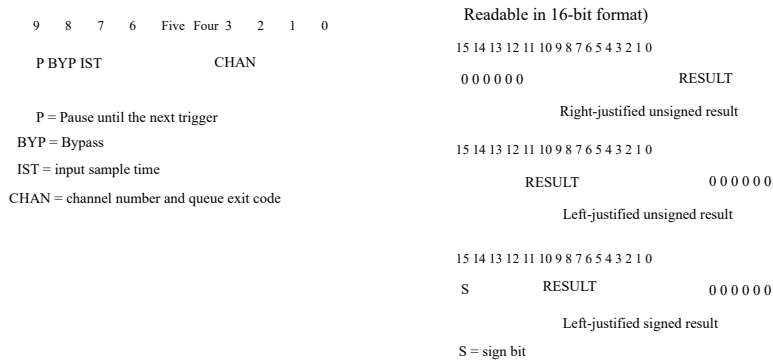 9 8 7 6 Five Four 3 2 1 0
P BYP IST CHAN
P = Pause until the next trigger
BYP = Bypass
IST = input sample time
CHAN = channel number and queue exit code
Readable in 16-bit format)
15 14 13 12 11 10 9 8 7 6 5 4 3 2 1 0
0 0 0 0 0 0 RESULT
Right-justified unsigned result
15 14 13 12 11 10 9 8 7 6 5 4 3 2 1 0
RESULT 0 0 0 0 0 0
Left-justified unsigned result
15 14 13 12 11 10 9 8 7 6 5 4 3 2 1 0
S RESULT 0 0 0 0 0 0
Left-justified signed result
S = sign bit